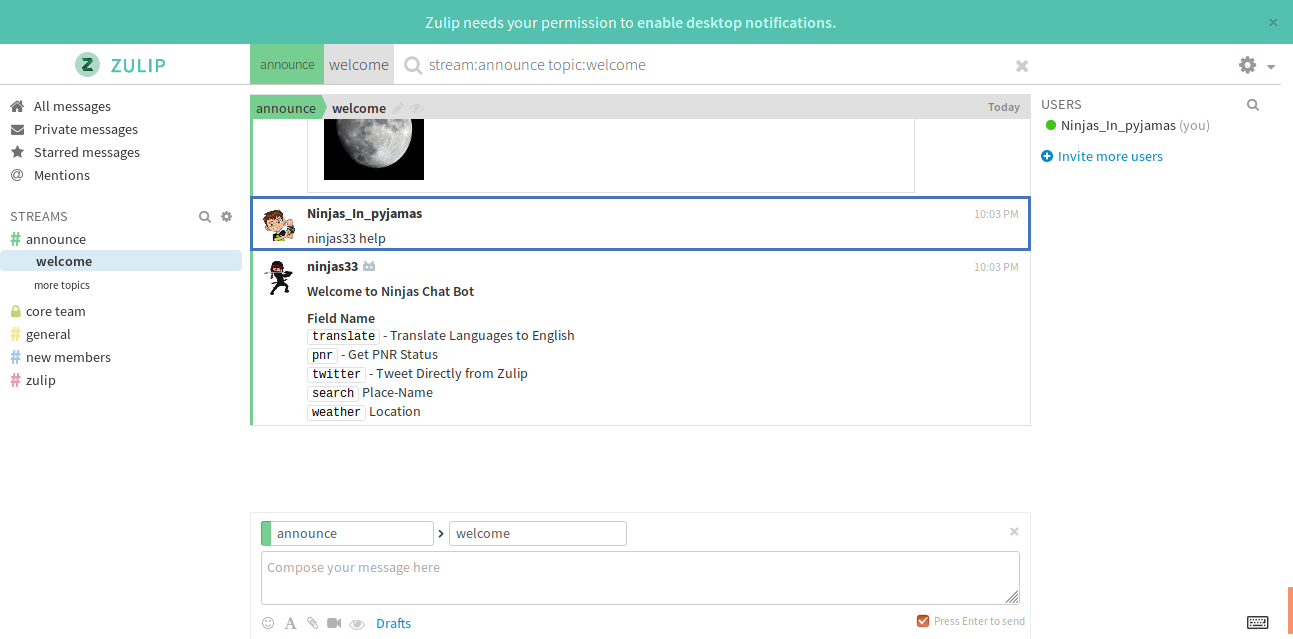 Zulip needs your permission to enable desktop notifications. ×
ZULIP
announce welcome stream:announce topic:welcome
All messages
Private messages
Starred messages
@ Mentions
STREAMS
# announce
welcome
more topics
core team
# general
# new members
# zulip
announce welcome Today
Ninjas_In_pyjamas 10:03 PM
ninjas33 help
ninjas33 10:03 PM
Welcome to Ninjas Chat Bot
Field Name
translate - Translate Languages to English
pnr - Get PNR Status
twitter - Tweet Directly from Zulip
search Place-Name
weather Location
announce > welcome ×
Compose your message here
A Drafts Press Enter to send
USERS
Ninjas_In_pyjamas (you)
Invite more users